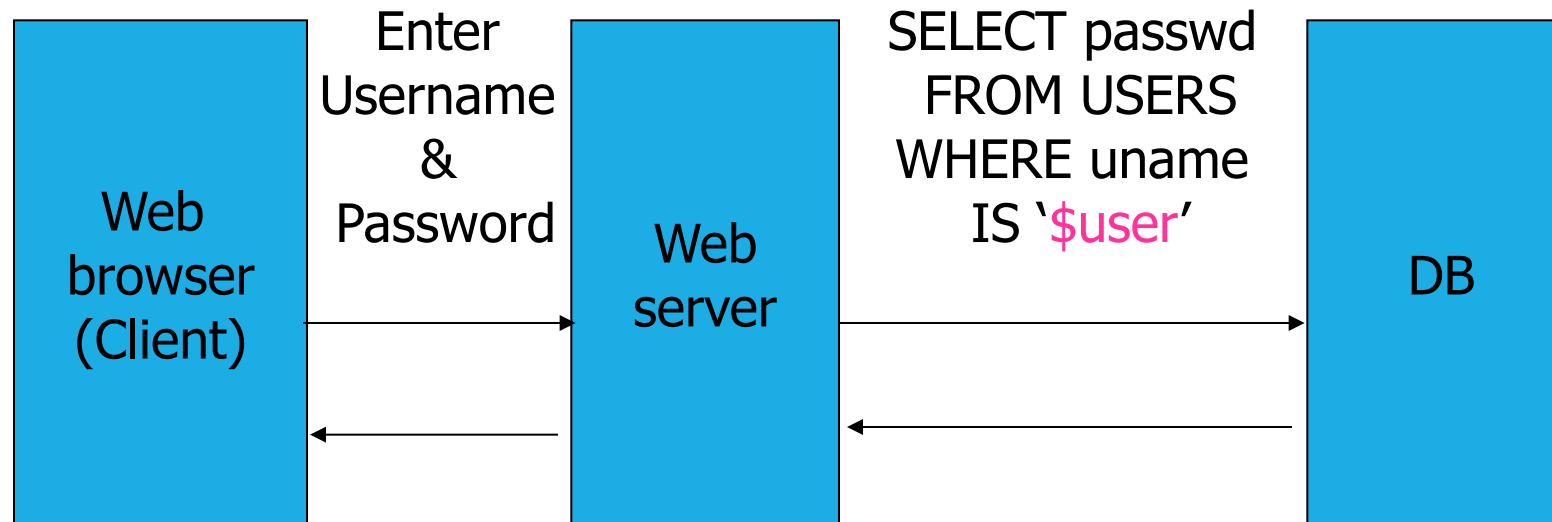 Web
browser
(Client)
Enter
Username
&
Password
Web
server
SELECT passwd
FROM USERS
WHERE uname
IS ‘$user’
DB